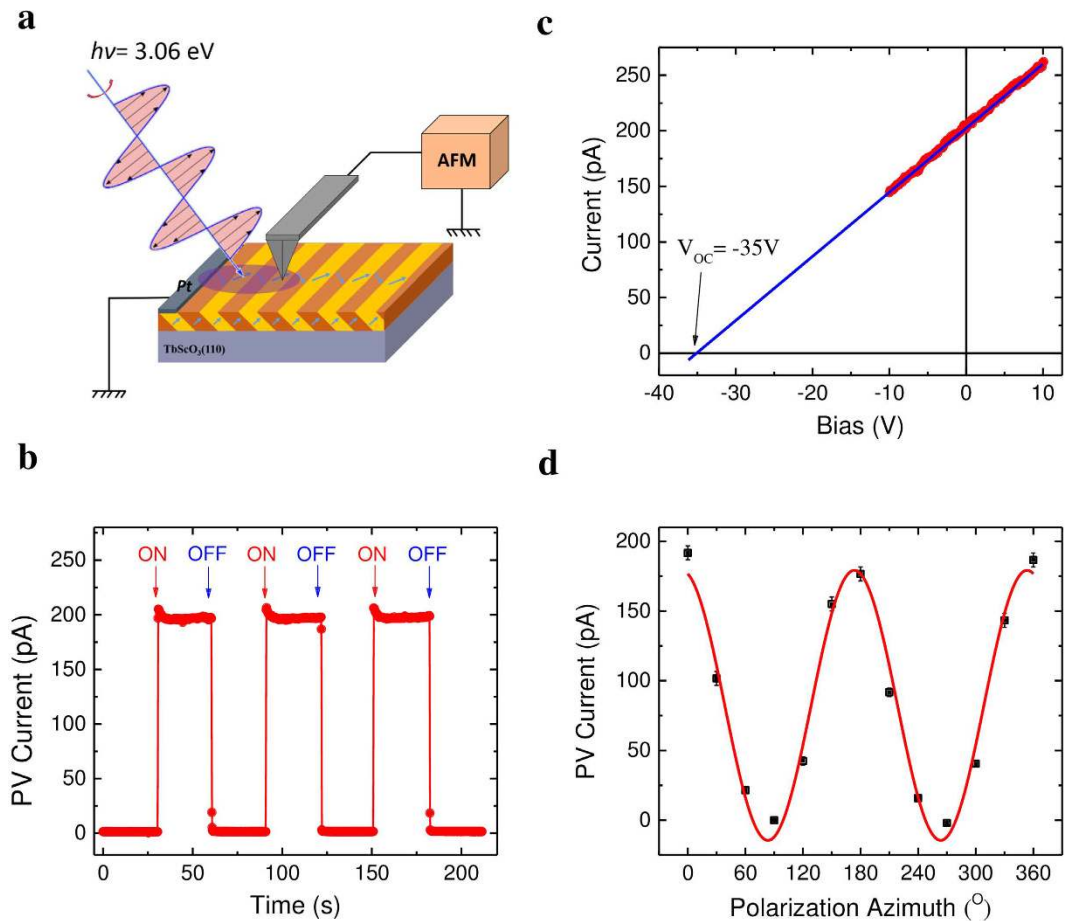 a
hν= 3.06 eV
AFM
Pt
TbScO3(110)
c
Current (pA)
250
200
150
100
50
0
VOC= -35V
-40 -30 -20 -10 0 10
Bias (V)
b
PV Current (pA)
250
200
150
100
50
0
ON OFF ON OFF ON OFF
0 50 100 150 200
Time (s)
d
PV Current (pA)
200
150
100
50
0
0 60 120 180 240 300 360
Polarization Azimuth (O)